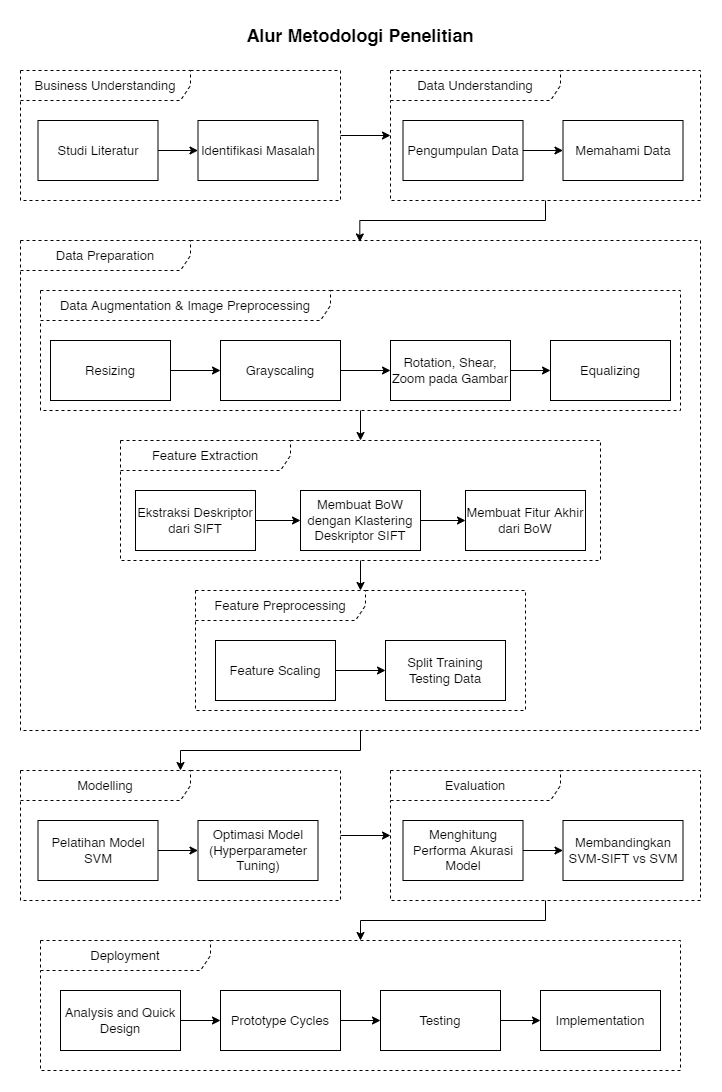 Alur Metodologi Penelitian
Business Understanding
Studi Literatur
Identifikasi Masalah
Data Understanding
Pengumpulan Data
Memahami Data
Data Preparation
Data Augmentation & Image Preprocessing
Resizing
Grayscaling
Rotation, Shear,
Zoom pada Gambar
Equalizing
Feature Extraction
Ekstraksi Deskriptor
dari SIFT
Membuat BoW
dengan Klastering
Deskriptor SIFT
Membuat Fitur Akhir
dari BoW
Feature Preprocessing
Feature Scaling
Split Training
Testing Data
Modelling
Pelatihan Model
SVM
Optimasi Model
(Hyperparameter
Tuning)
Evaluation
Menghitung
Performa Akurasi
Model
Membandingkan
SVM-SIFT vs SVM
Deployment
Analysis and Quick
Design
Prototype Cycles
Testing
Implementation